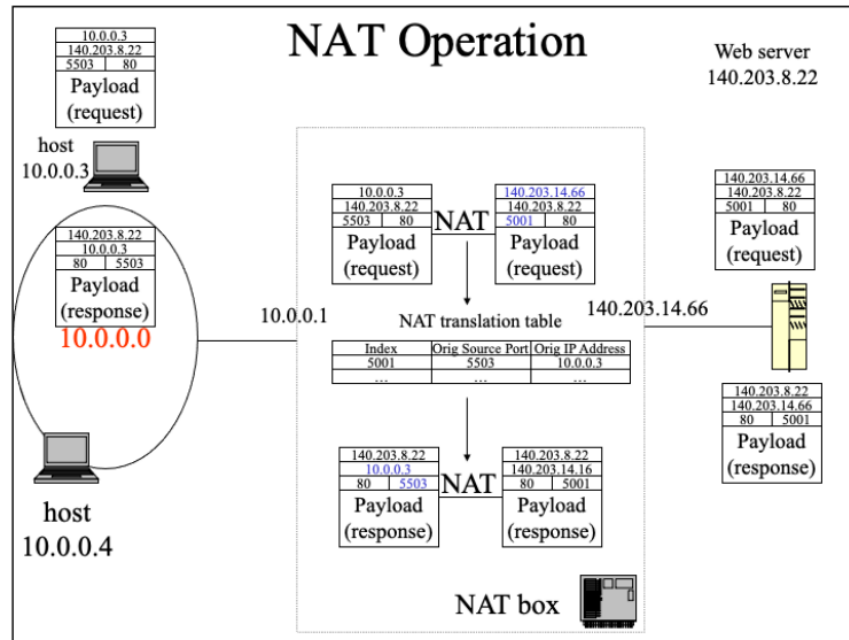 NAT Operation
10.0.0.3
140.203.8.22
5503 80
Payload
(request)
host
10.0.0.3
Web server
140.203.8.22
140.203.8.22
10.0.0.3
80 5503
Payload
(response)
10.0.0.0
host
10.0.0.4
10.0.0.1
10.0.0.3
140.203.8.22
5503 80
Payload
(request)
NAT
140.203.14.66
140.203.8.22
5001 80
Payload
(request)
NAT translation table
Index Orig Source Port Orig IP Address
5001 5503 10.0.0.3
... ... ...
140.203.8.22
10.0.0.3
80 5503
Payload
(response)
NAT
140.203.8.22
140.203.14.16
80 5001
Payload
(response)
NAT box
140.203.14.66
140.203.14.66
140.203.8.22
5001 80
Payload
(request)
140.203.8.22
140.203.14.66
80 5001
Payload
(response)